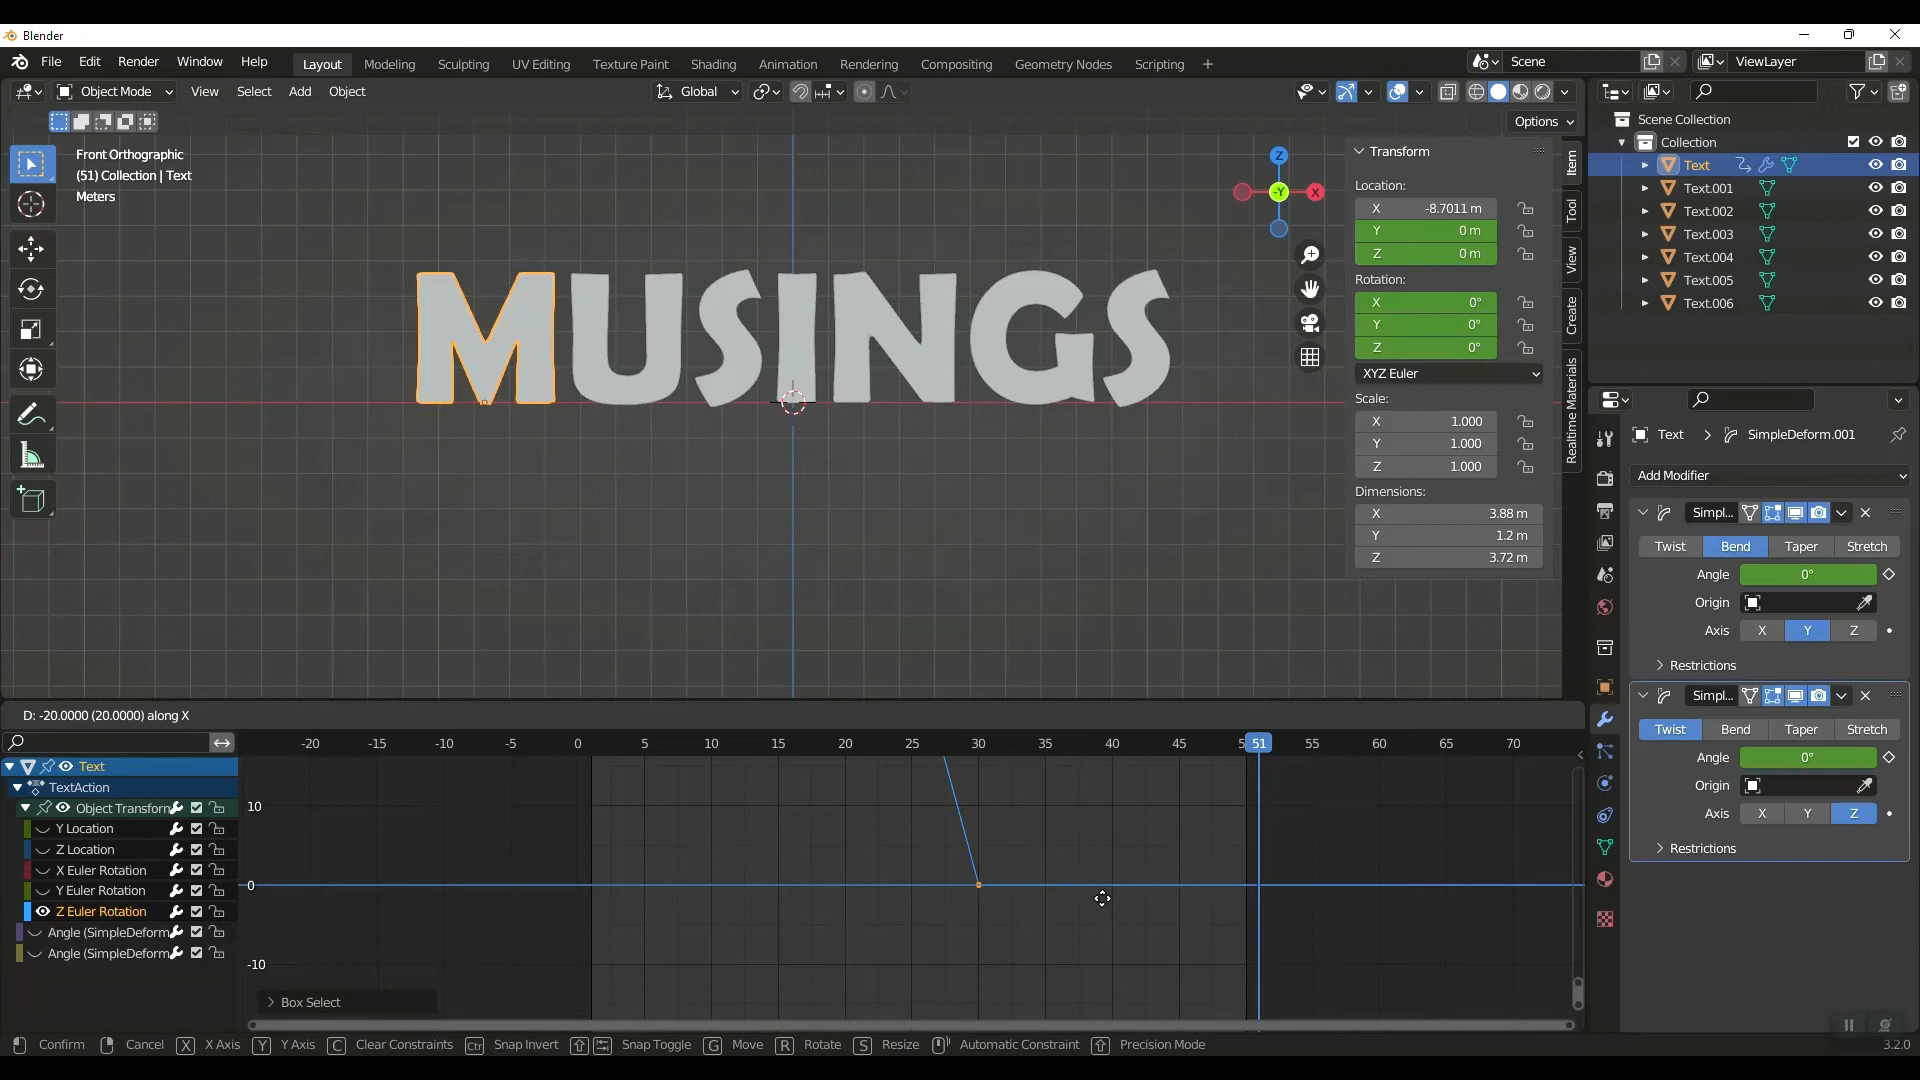 Blender
File Edit Render Window Help Layout Modeling Sculpting UV Editing Texture Paint Shading Animation Rendering Compositing Geometry Nodes Scripting + Scene ViewLayer
Object Mode View Select Add Object Global
Options
Front Orthographic
(51) Collection | Text
Meters
MUSINGS
Z
-Y
X
Transform
Location:
X -8.7011 m
Y 0 m
Z 0 m
Rotation:
X 0°
Y 0°
Z 0°
XYZ Euler
Scale:
X 1.000
Y 1.000
Z 1.000
Dimensions:
X 3.88 m
Y 1.2 m
Z 3.72 m
Item
Tool
View
Create
Realtime Materials
Scene Collection
Collection
Text
Text.001
Text.002
Text.003
Text.004
Text.005
Text.006
Text > SimpleDeform.001
Add Modifier
Simpl...
Twist Bend Taper Stretch
Angle 0°
Origin
Axis X Y Z
Restrictions
Simpl...
Twist Bend Taper Stretch
Angle 0°
Origin
Axis X Y Z
Restrictions
D: -20.0000 (20.0000) along X
-20 -15 -10 -5 0 5 10 15 20 25 30 35 40 45 5 51 55 60 65 70
Text
TextAction
Object Transform
Y Location
Z Location
X Euler Rotation
Y Euler Rotation
Z Euler Rotation
Angle (SimpleDeform
Angle (SimpleDeform
10
0
-10
Box Select
Confirm Cancel X X Axis Y Y Axis C Clear Constraints Ctr Snap Invert Snap Toggle G Move R Rotate S Resize Automatic Constraint Precision Mode 3.2.0